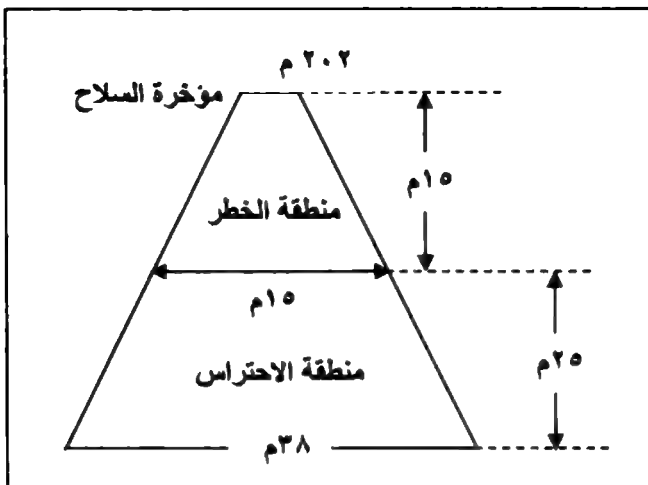 ٢٠٢ م
مؤخرة السلاح
١٥م
منطقة الخطر
١٥م
منطقة الاحتراس
٢٥م
٣٨م